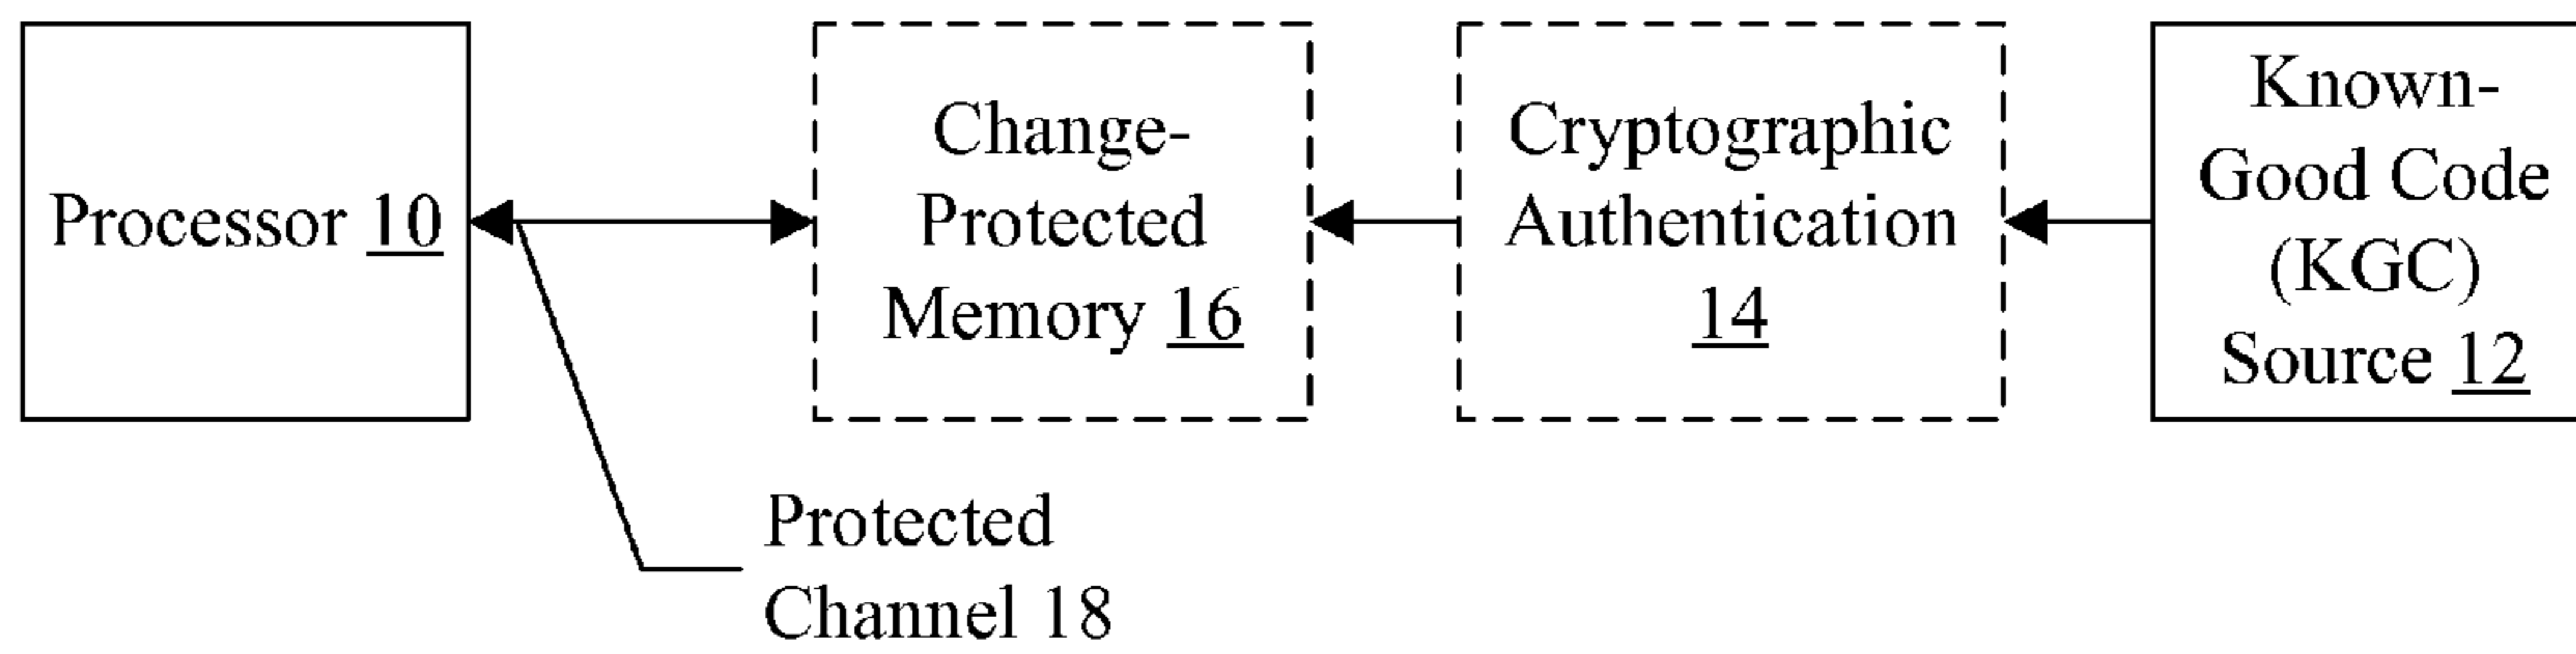 Processor 10
Change-
Protected
Memory 16
Cryptographic
Authentication
14
Known-
Good Code
(KGC)
Source 12
Protected
Channel 18